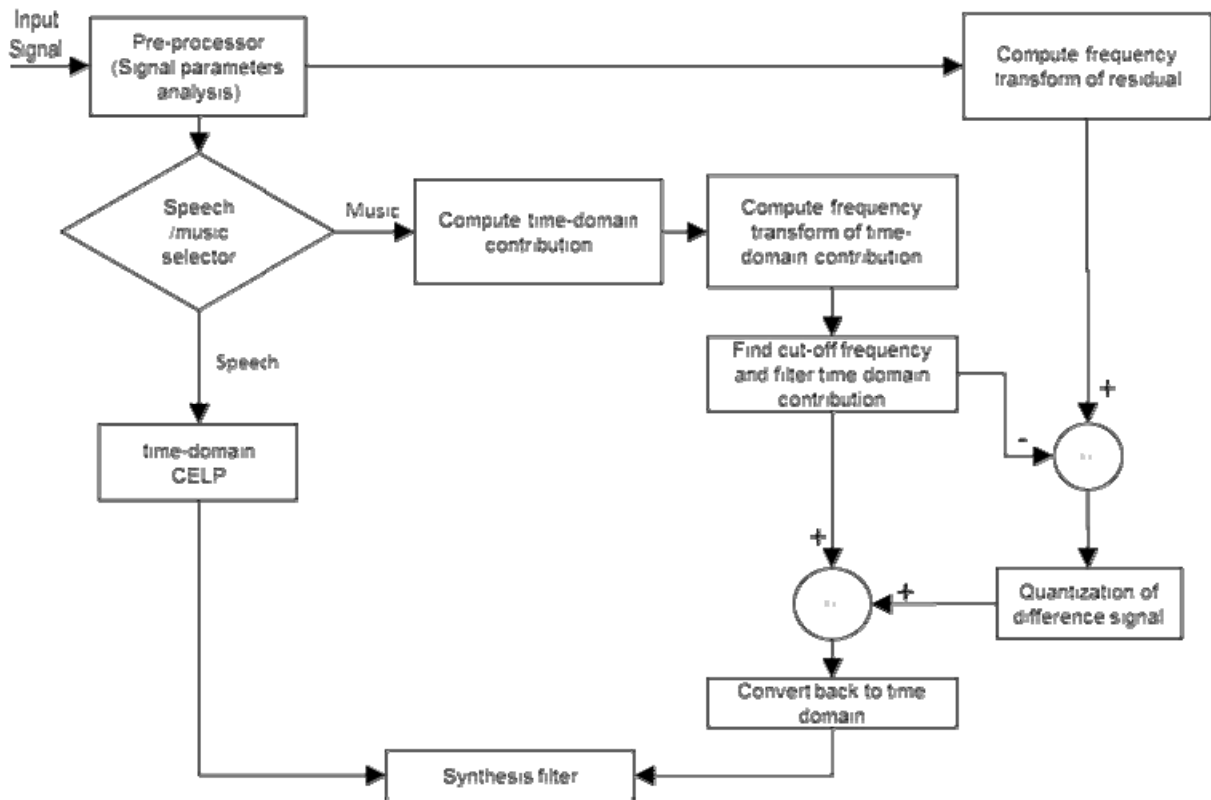 Input
Signal
Pre-processor
(Signal parameters
analysis)
Compute frequency
transform of residual
Speech
/music
selector
Music
Compute time-domain
contribution
Compute frequency
transform of time-
domain contribution
Speech
Find cut-off frequency
and filter time domain
contribution
+
-
time-domain
CELP
+
+
Quantization of
difference signal
Convert back to time
domain
Synthesis filter